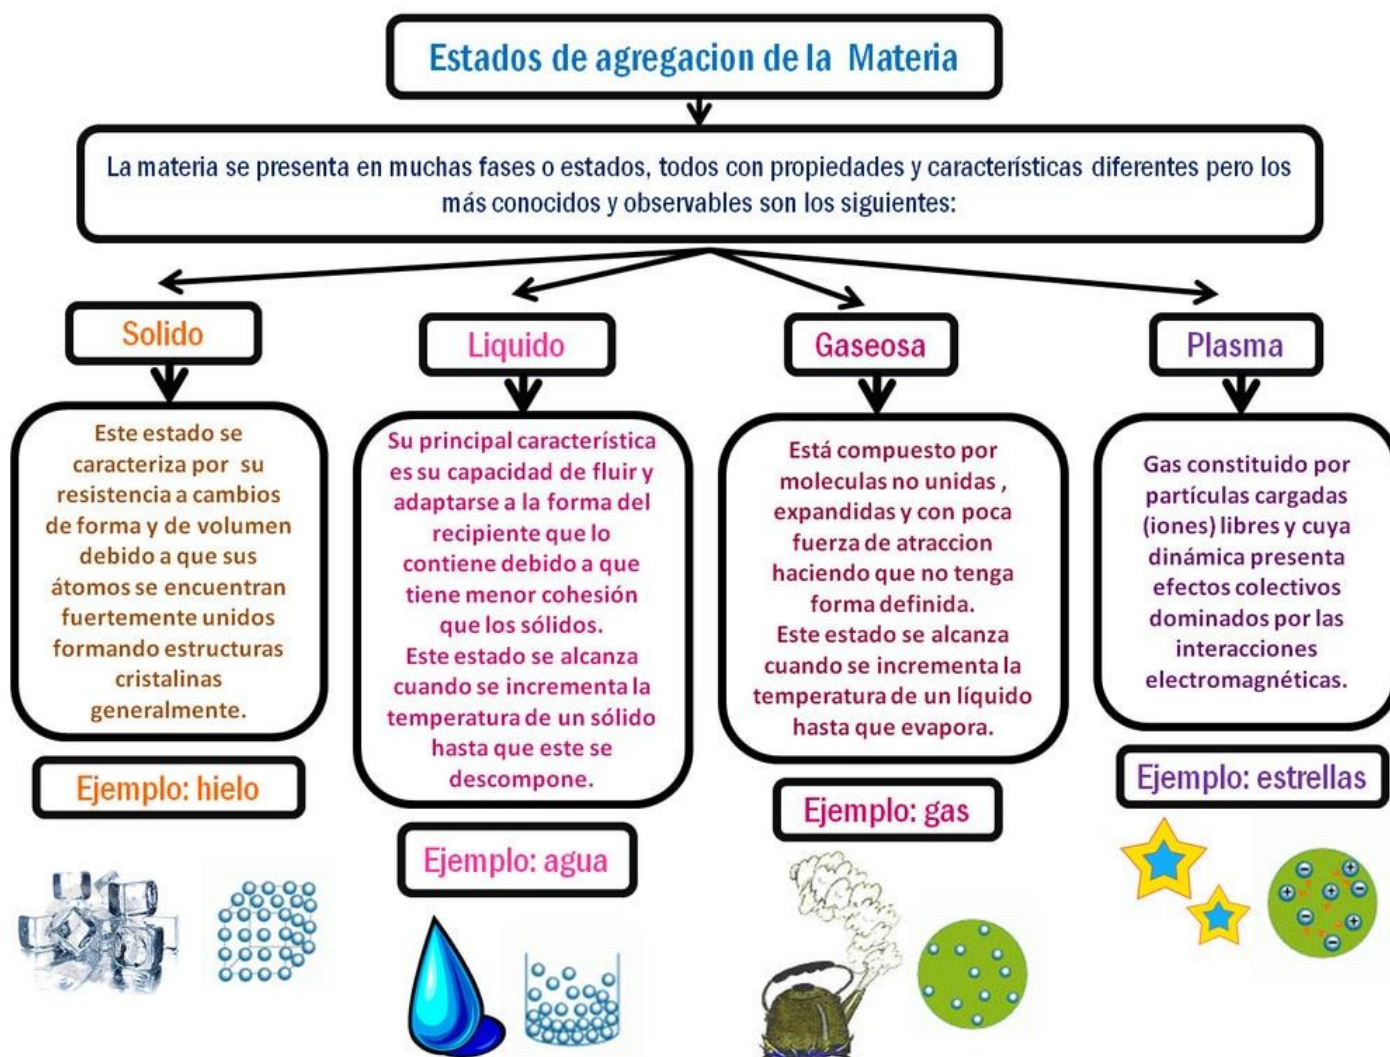 Estados de agregacion de la Materia
La materia se presenta en muchas fases o estados, todos con propiedades y características diferentes pero los
más conocidos y observables son los siguientes:
Solido
Este estado se
caracteriza por su
resistencia a cambios
de forma y de volumen
debido a que sus
átomos se encuentran
fuertemente unidos
formando estructuras
cristalinas
generalmente.
Ejemplo: hielo
Liquido
Su principal característica
es su capacidad de fluir y
adaptarse a la forma del
recipiente que lo
contiene debido a que
tiene menor cohesión
que los sólidos.
Este estado se alcanza
cuando se incrementa la
temperatura de un sólido
hasta que este se
descompone.
Ejemplo: agua
Gaseosa
Está compuesto por
moleculas no unidas ,
expandidas y con poca
fuerza de atraccion
haciendo que no tenga
forma definida.
Este estado se alcanza
cuando se incrementa la
temperatura de un líquido
hasta que evapora.
Ejemplo: gas
Plasma
Gas constituido por
partículas cargadas
(iones) libres y cuya
dinámica presenta
efectos colectivos
dominados por las
interacciones
electromagnéticas.
Ejemplo: estrellas